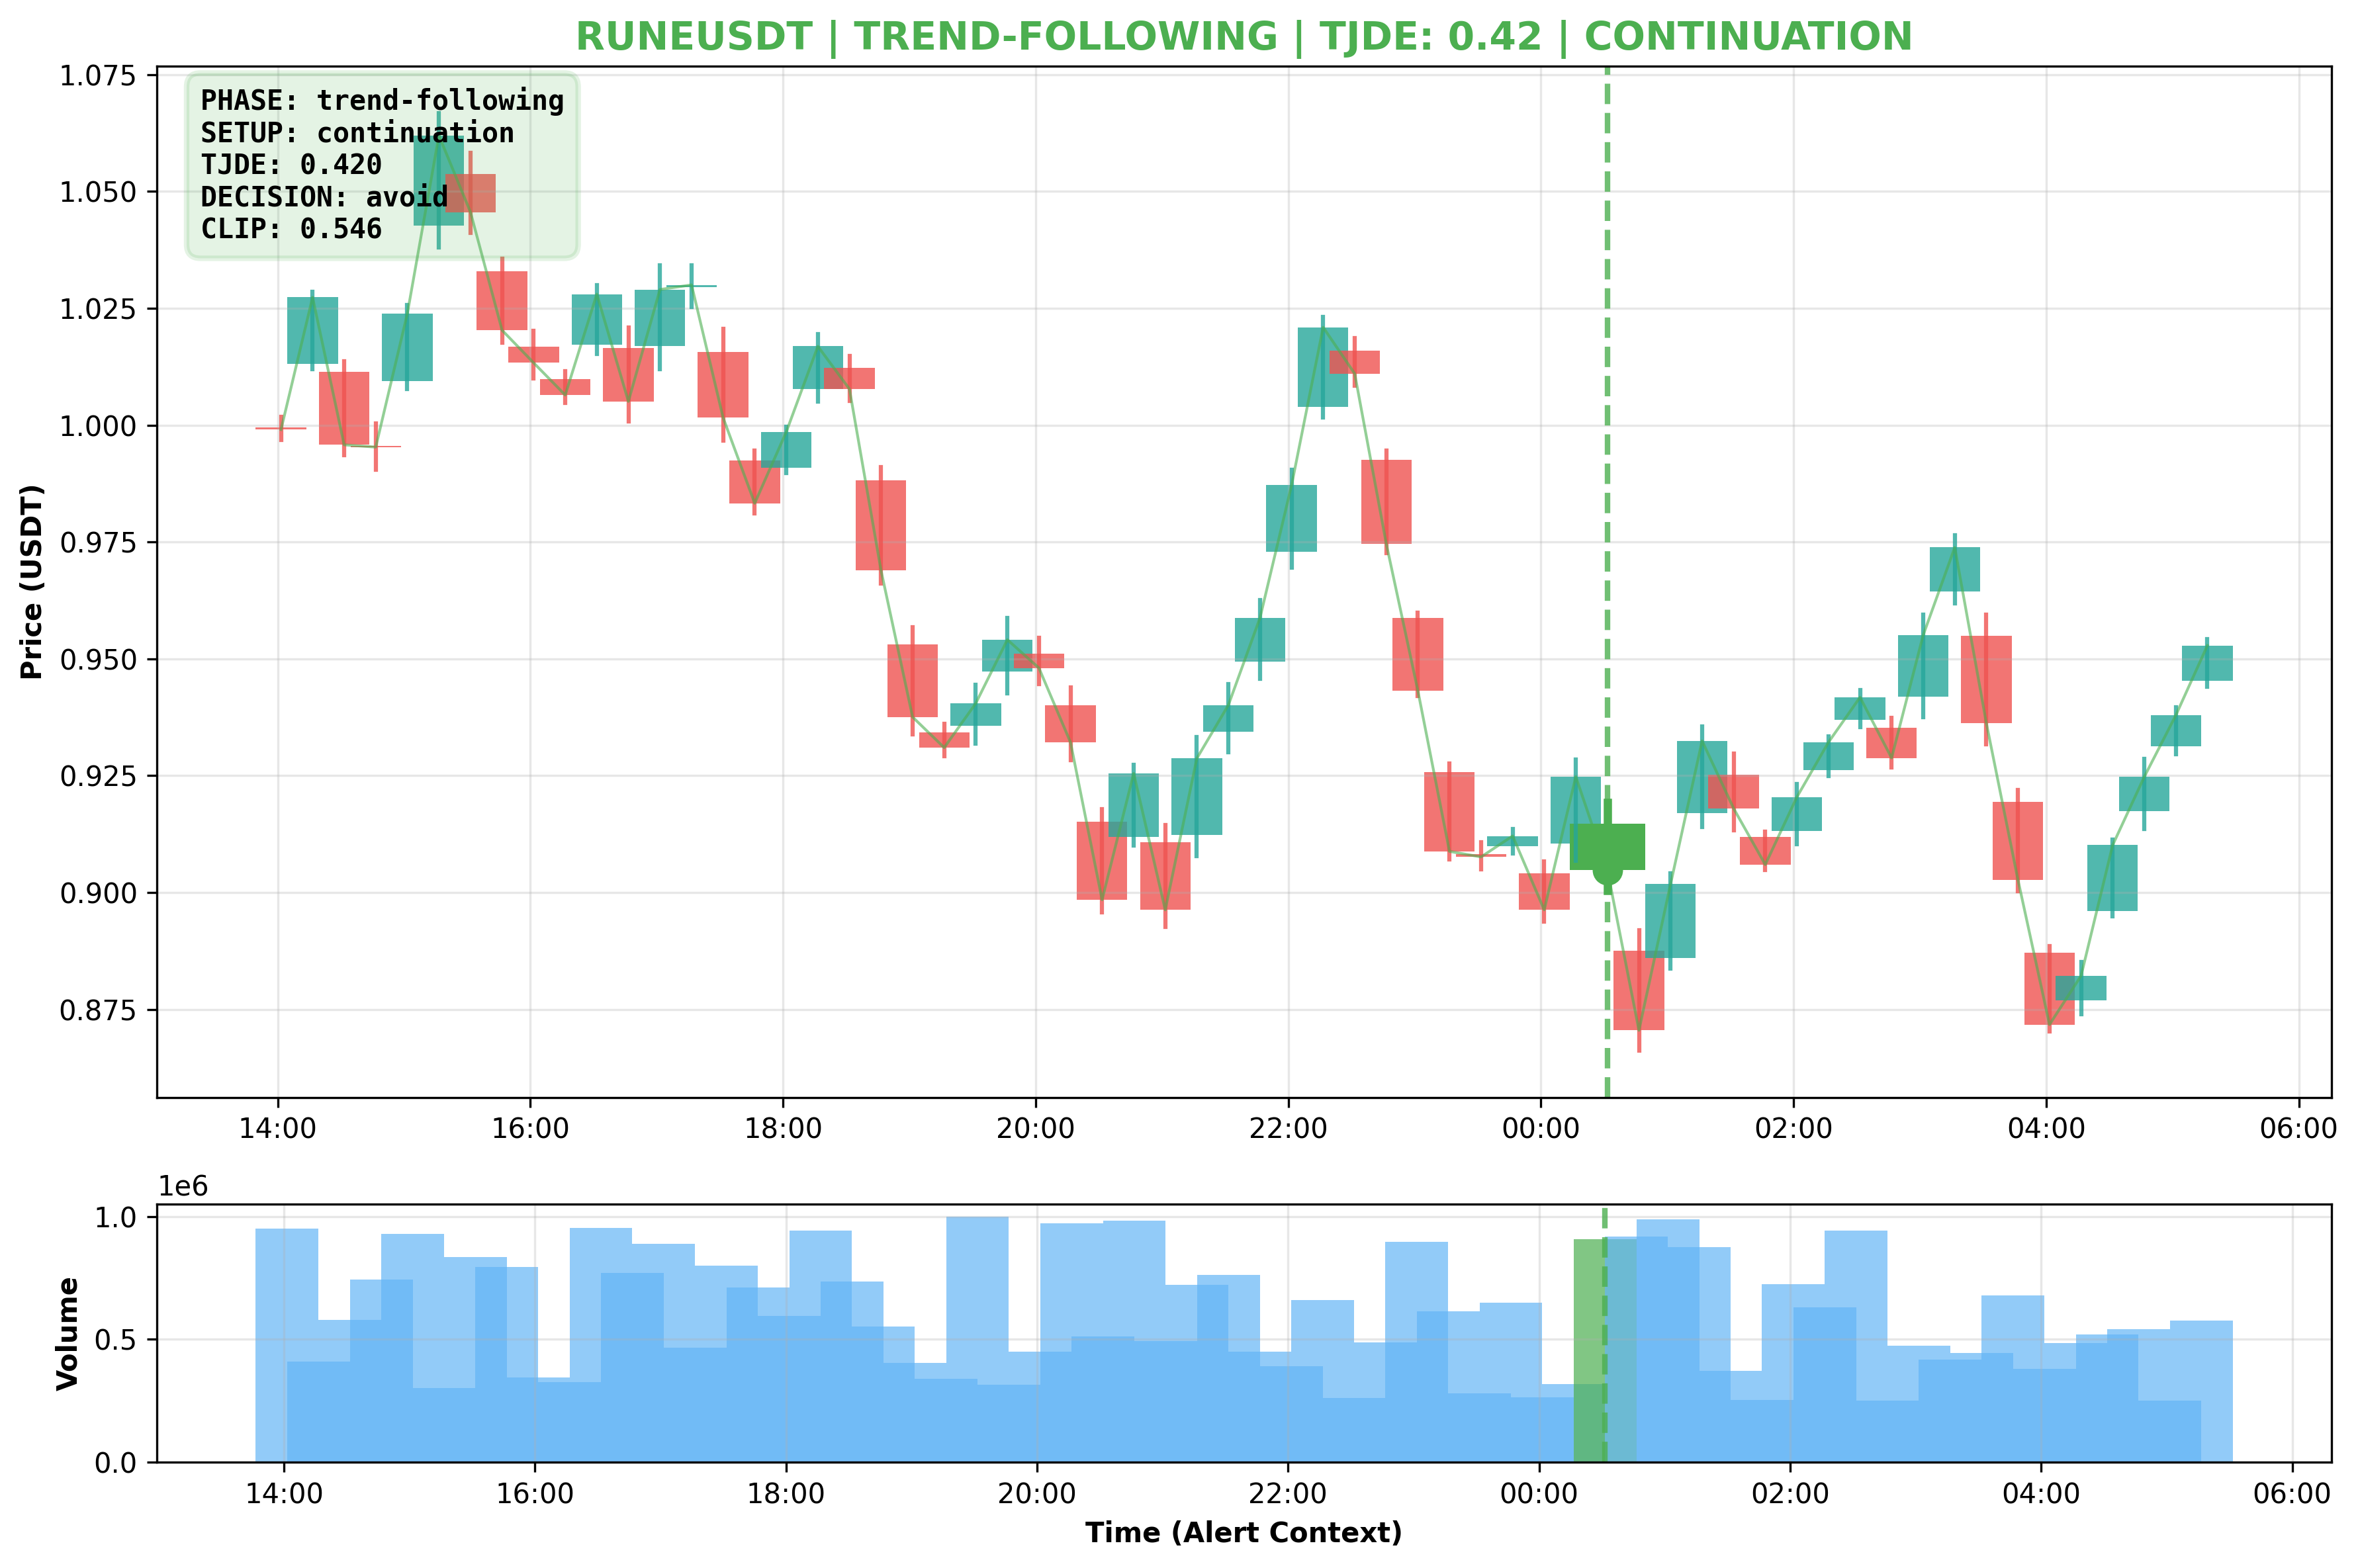 RUNEUSDT | TREND-FOLLOWING | TJDE: 0.42 | CONTINUATION
PHASE: trend-following
SETUP: continuation
TJDE: 0.420
DECISION: avoid
CLIP: 0.546
Price (USDT)
1.075
1.050
1.025
1.000
0.975
0.950
0.925
0.900
0.875
14:00 16:00 18:00 20:00 22:00 00:00 02:00 04:00 06:00
1e6
Volume
1.0
0.5
0.0
14:00 16:00 18:00 20:00 22:00 00:00 02:00 04:00 06:00
Time (Alert Context)